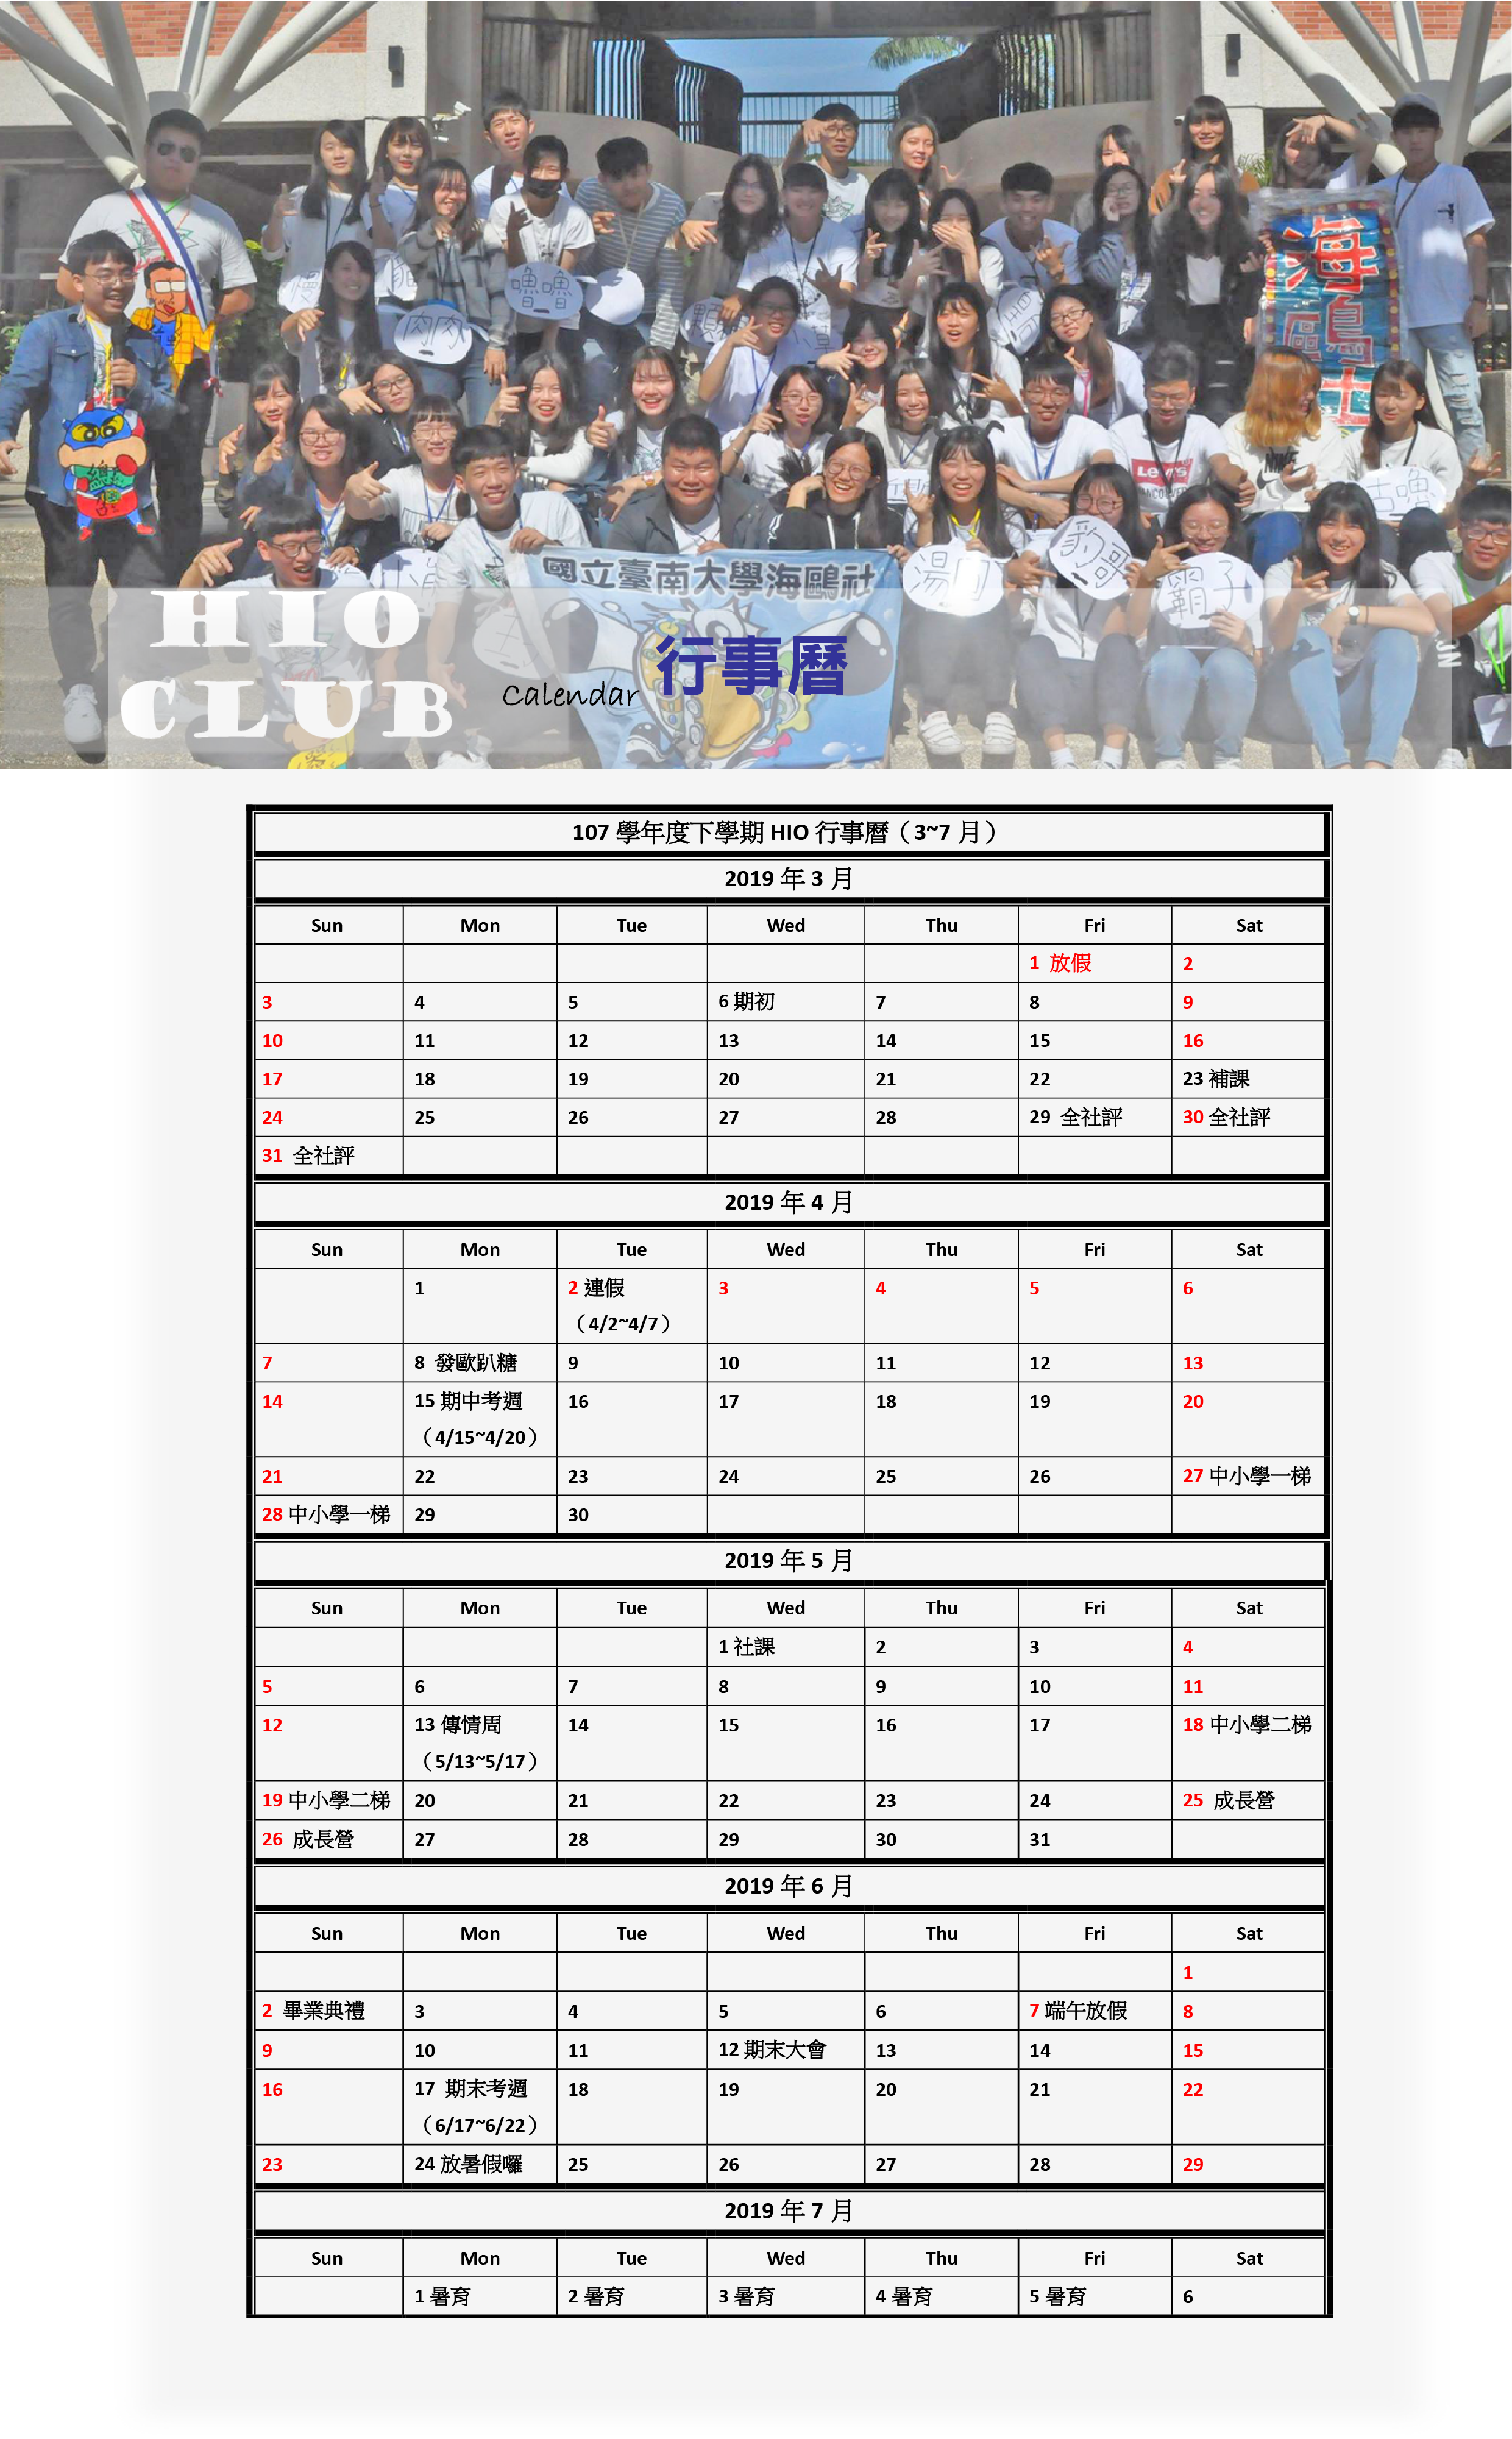 嚕嚕
肉肉
海鷗區
Levi's
NIKE
咕嚕
國立臺南大學海鷗社
豹哥
霸子
HIO
CLUB
Calendar 行事曆
107 學年度下學期 HIO 行事曆（3~7 月）
2019 年 3 月
Sun Mon Tue Wed Thu Fri Sat
1 放假 2
3 4 5 6 期初 7 8 9
10 11 12 13 14 15 16
17 18 19 20 21 22 23 補課
24 25 26 27 28 29 全社評 30 全社評
31 全社評
2019 年 4 月
Sun Mon Tue Wed Thu Fri Sat
1 2 連假 3 4 5 6
（4/2~4/7）
7 8 發歐趴糖 9 10 11 12 13
14 15 期中考週 16 17 18 19 20
（4/15~4/20）
21 22 23 24 25 26 27 中小學一梯
28 中小學一梯 29 30
2019 年 5 月
Sun Mon Tue Wed Thu Fri Sat
1 社課 2 3 4
5 6 7 8 9 10 11
12 13 傳情周 14 15 16 17 18 中小學二梯
（5/13~5/17）
19 中小學二梯 20 21 22 23 24 25 成長營
26 成長營 27 28 29 30 31
2019 年 6 月
Sun Mon Tue Wed Thu Fri Sat
1
2 畢業典禮 3 4 5 6 7 端午放假 8
9 10 11 12 期末大會 13 14 15
16 17 期末考週 18 19 20 21 22
（6/17~6/22）
23 24 放暑假囉 25 26 27 28 29
2019 年 7 月
Sun Mon Tue Wed Thu Fri Sat
1 暑育 2 暑育 3 暑育 4 暑育 5 暑育 6